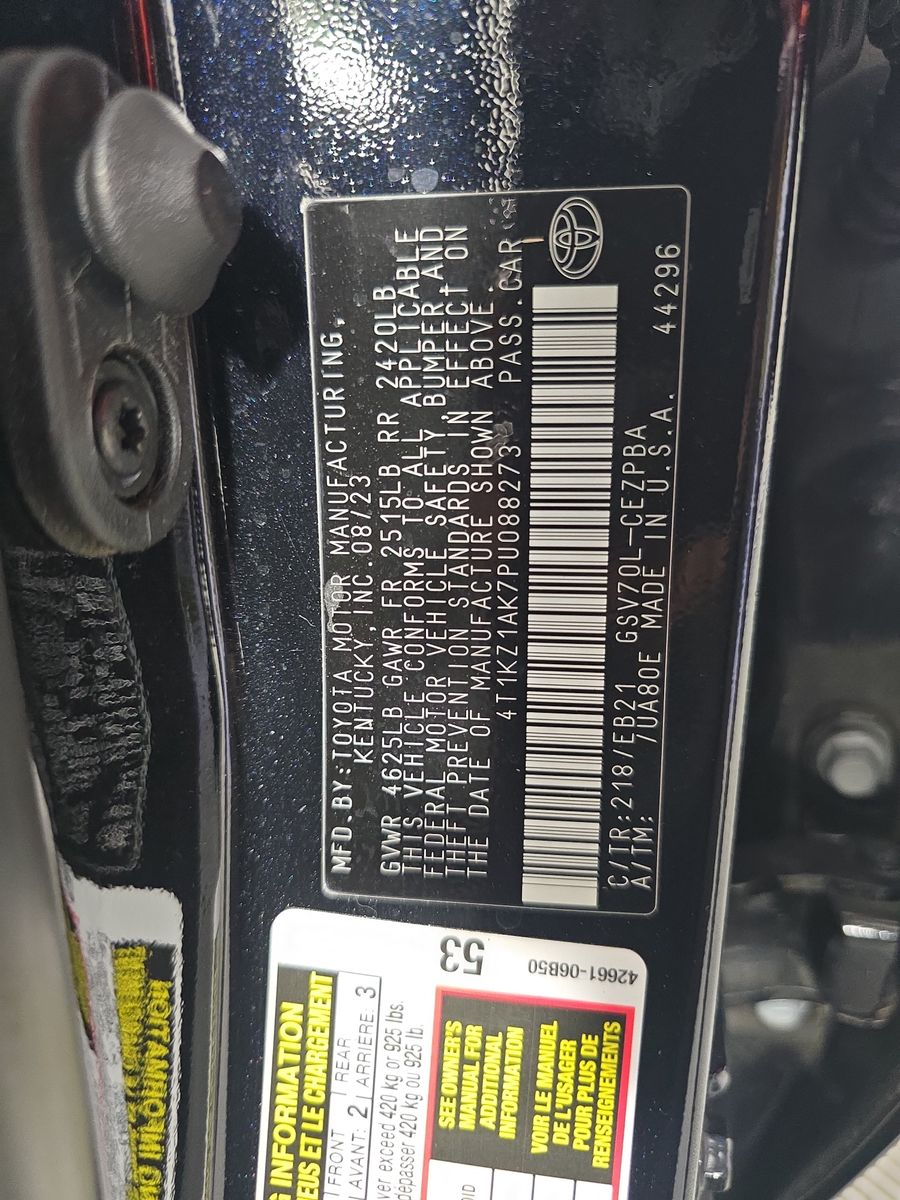 MFD.BY:TOYOTA MOTOR MANUFACTURING,
KENTUCKY,INC.08/23
GVWR 4625LB GAWR FR 2515LB RR 2420LB
THIS VEHICLE CONFORMS TO ALL APPLICABLE
FEDERAL MOTOR VEHICLE SAFETY,BUMPER,AND
THEFT PREVENTION STANDARDS IN EFFECT ON
THE DATE OF MANUFACTURE SHOWN ABOVE.
4T1KZ1AK7PU088273 PASS.CAR
C/TR:218/EB21 GSV70L-CEZPBA
A/TM: 7UA80E MADE IN U.S.A. 44296
53
42661-06B50
INFORMATION
ET LE CHARGEMENT
FRONT
REAR
AVANT: 2
ARRIERE: 3
exceed 420 kg or 925 lbs.
dépasser 420 kg ou 925 lb.
SEE OWNER'S
MANUAL FOR
ADDITIONAL
INFORMATION
VOIR LE MANUEL
DE L'USAGER
POUR PLUS DE
RENSEIGNEMENTS